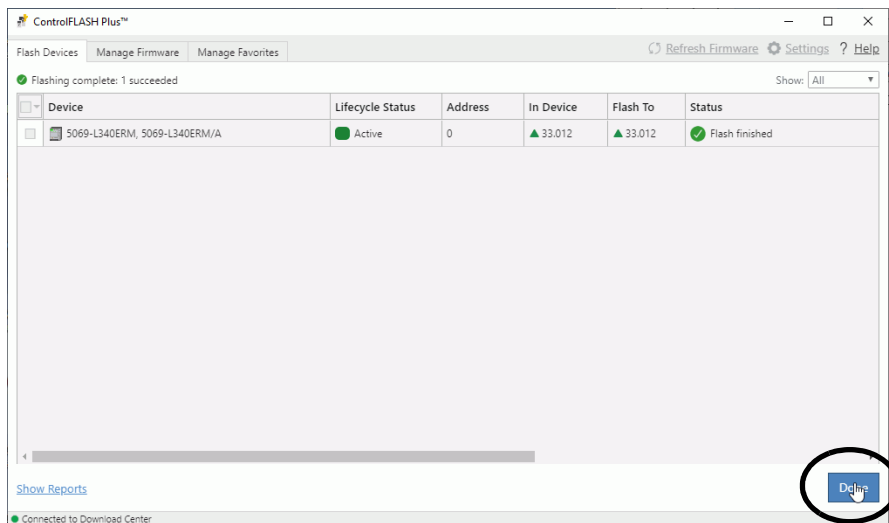 ControlFLASH Plus™
Flash Devices Manage Firmware Manage Favorites Refresh Firmware Settings ? Help
Flashing complete: 1 succeeded Show: All
Device Lifecycle Status Address In Device Flash To Status
5069-L340ERM, 5069-L340ERM/A Active 0 33.012 33.012 Flash finished
Show Reports Done
Connected to Download Center